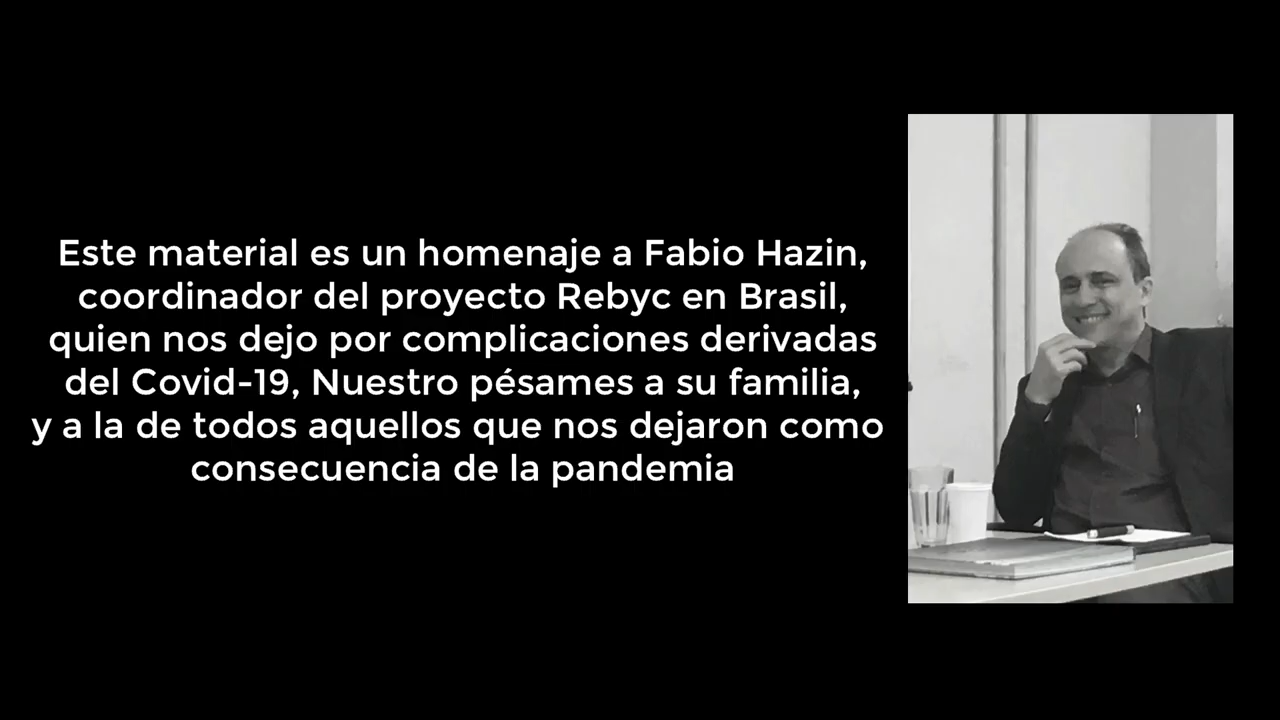 Este material es un homenaje a Fabio Hazin,
coordinador del proyecto Rebyc en Brasil,
quien nos dejo por complicaciones derivadas
del Covid-19, Nuestro pésames a su familia,
y a la de todos aquellos que nos dejaron como
consecuencia de la pandemia